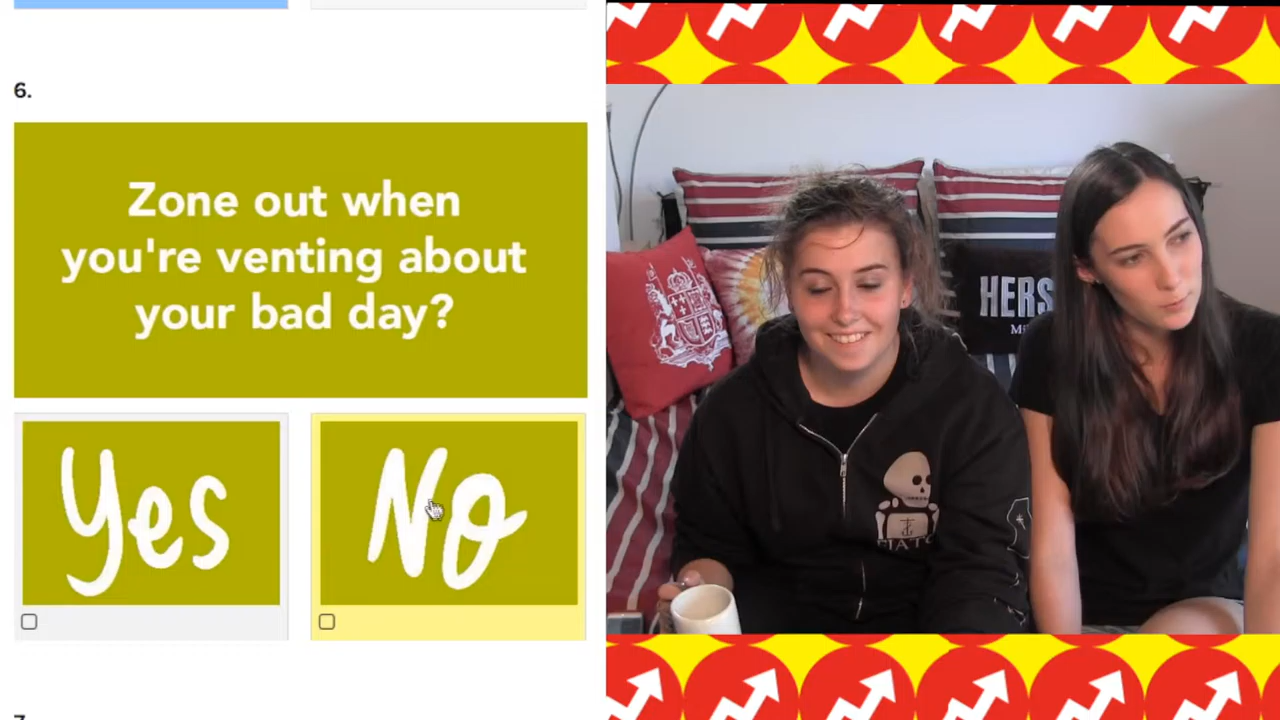 6.
Zone out when
you're venting about
your bad day?
Yes
No
HERS